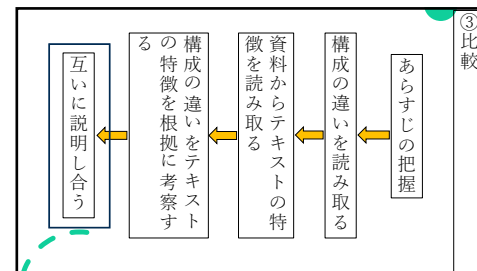 ③比較
あらすじの把握
構成の違いを読み取る
資料からテキストの特
徴を読み取る
構成の違いをテキスト
の特徴を根拠に考察す
る
互いに説明し合う